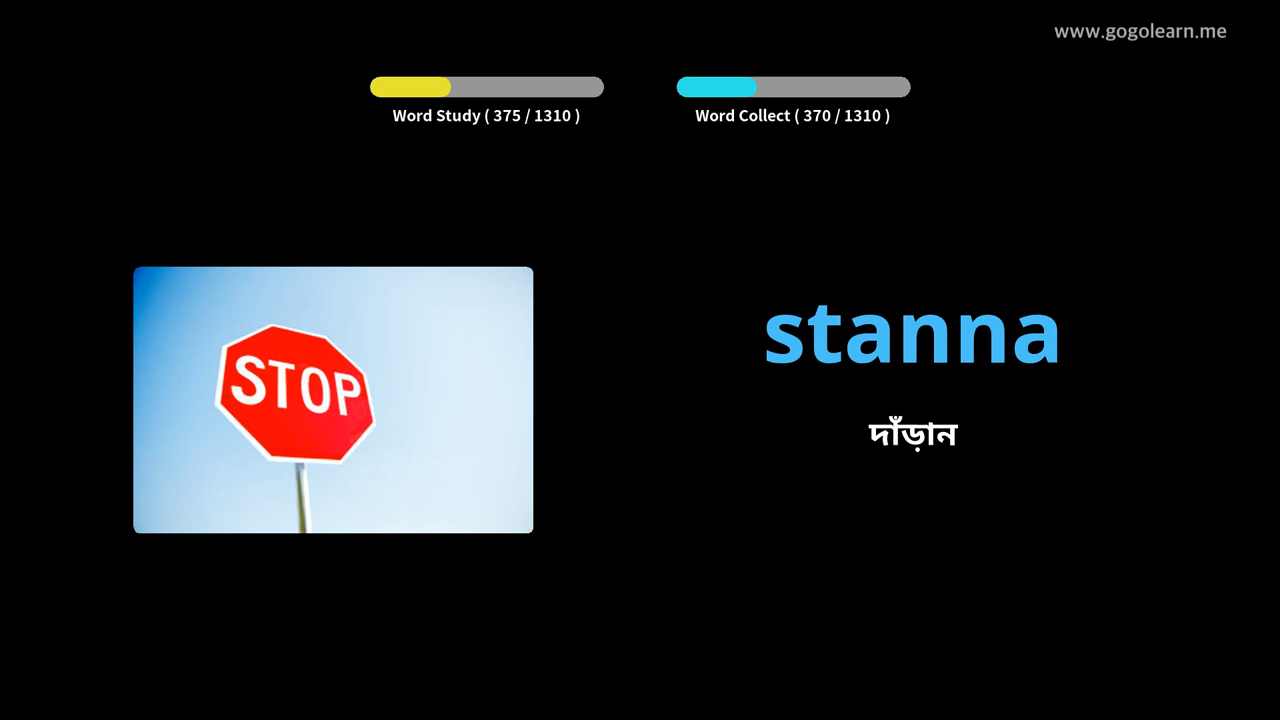 www.gogolearn.me
Word Study ( 375 / 1310 )
Word Collect ( 370 / 1310 )
STOP
stanna
দাঁড়ান